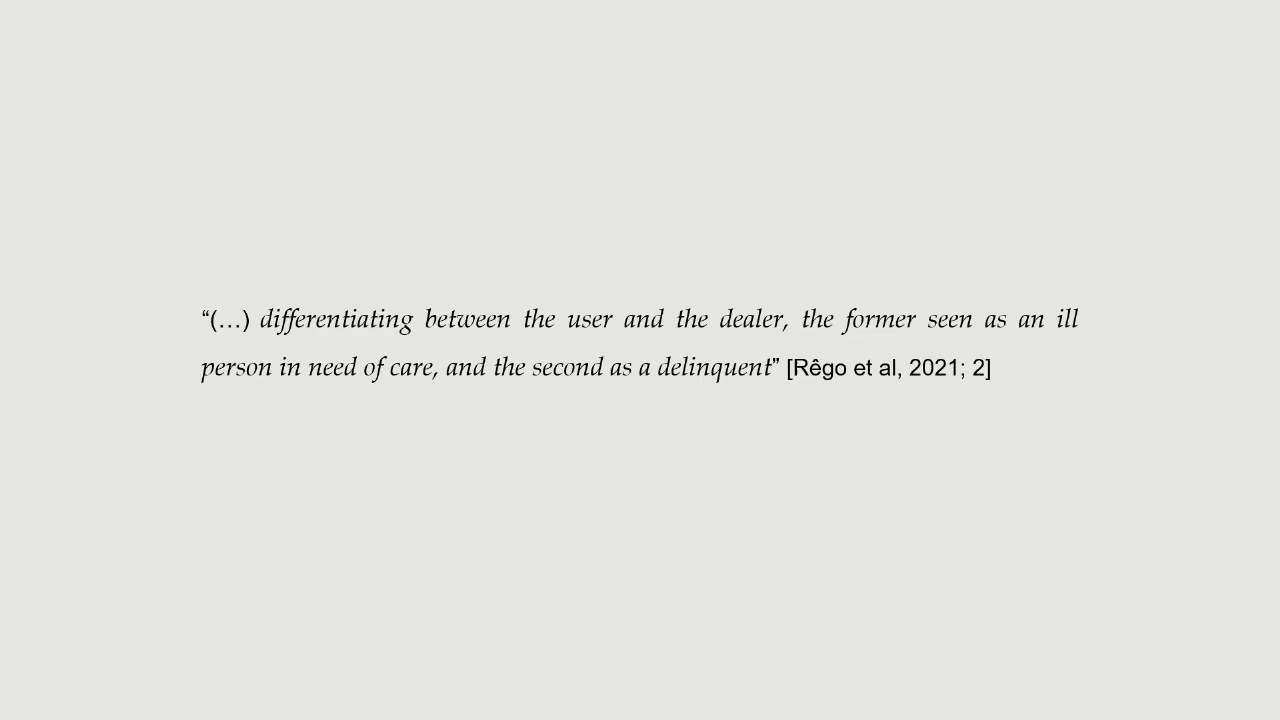 “(…) differentiating between the user and the dealer, the former seen as an ill
person in need of care, and the second as a delinquent” [Rêgo et al, 2021; 2]